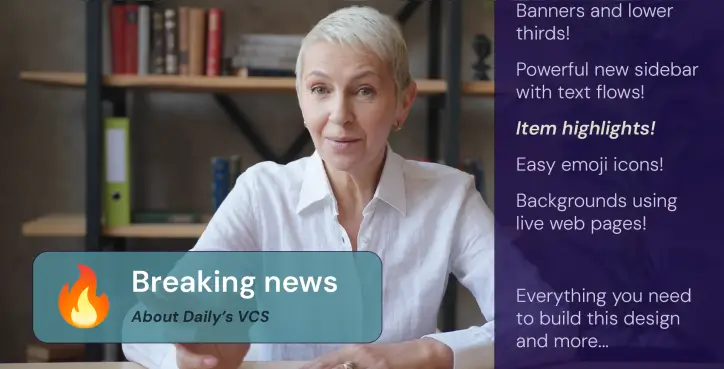 Banners and lower
thirds!
Powerful new sidebar
with text flows!
Item highlights!
Easy emoji icons!
Backgrounds using
live web pages!
Everything you need
to build this design
and more...
Breaking news
About Daily's VCS